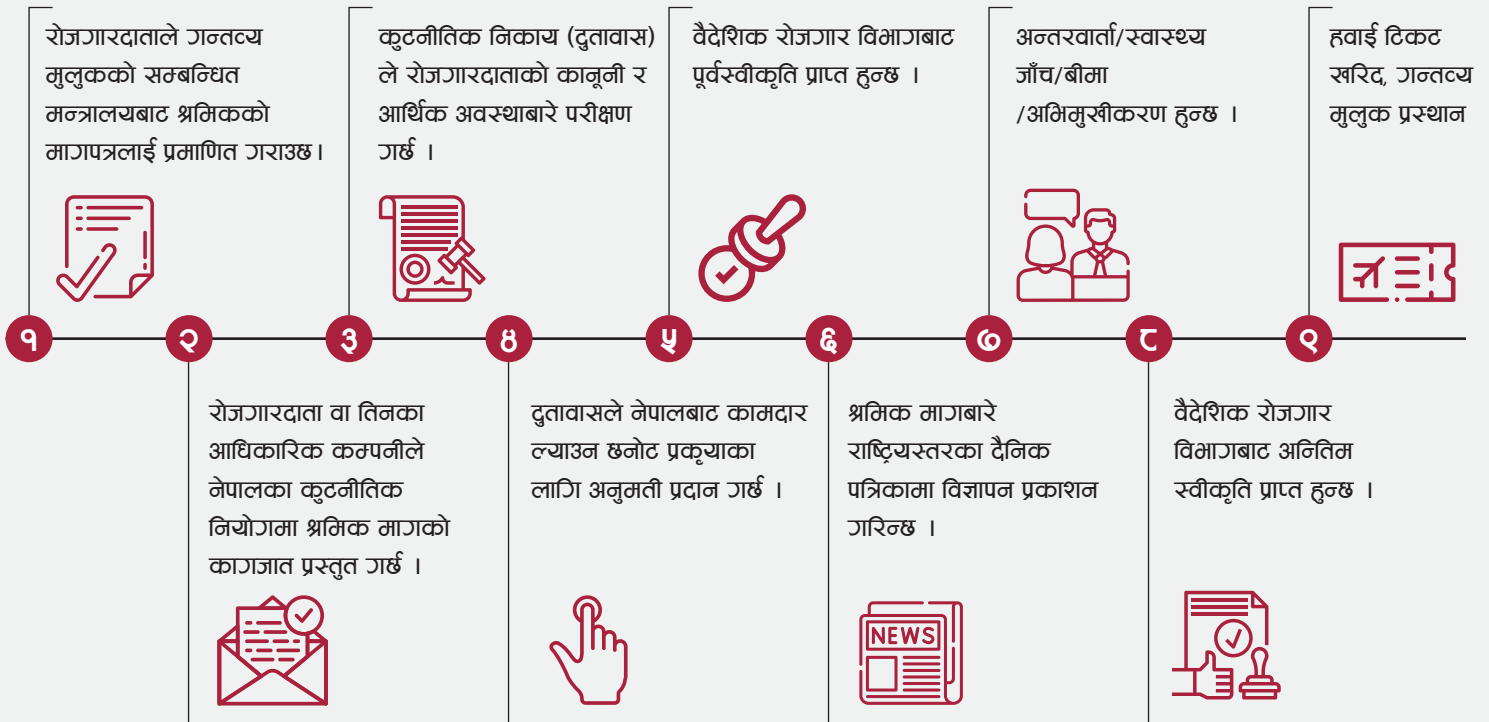 रोजगारदाताले गन्तव्य
मुलुकको सम्बन्धित
मन्त्रालयबाट श्रमिकको
मागपत्रलाई प्रमाणित गराउछ।
१
२
रोजगारदाता वा तिनका
आधिकारिक कम्पनीले
नेपालका कुटनीतिक
नियोगमा श्रमिक मागको
कागजात प्रस्तुत गर्छ ।
कुटनीतिक निकाय (दुतावास)
ले रोजगारदाताको कानूनी र
आर्थिक अवस्थाबारे परीक्षण
गर्छ ।
३
४
दुतावासले नेपालबाट कामदार
ल्याउन छनोट प्रकृयाका
लागि अनुमती प्रदान गर्छ ।
वैदेशिक रोजगार विभागबाट
पूर्वस्वीकृति प्राप्त हुन्छ ।
५
६
श्रमिक मागबारे
राष्ट्रियस्तरका दैनिक
पत्रिकामा विज्ञापन प्रकाशन
गरिन्छ ।
NEWS
अन्तरवार्ता/स्वास्थ्य
जाँच/बीमा
/अभिमुखीकरण हुन्छ ।
७
८
वैदेशिक रोजगार
विभागबाट अन्तिम
स्वीकृति प्राप्त हुन्छ ।
हवाई टिकट
खरिद, गन्तव्य
मुलुक प्रस्थान
९